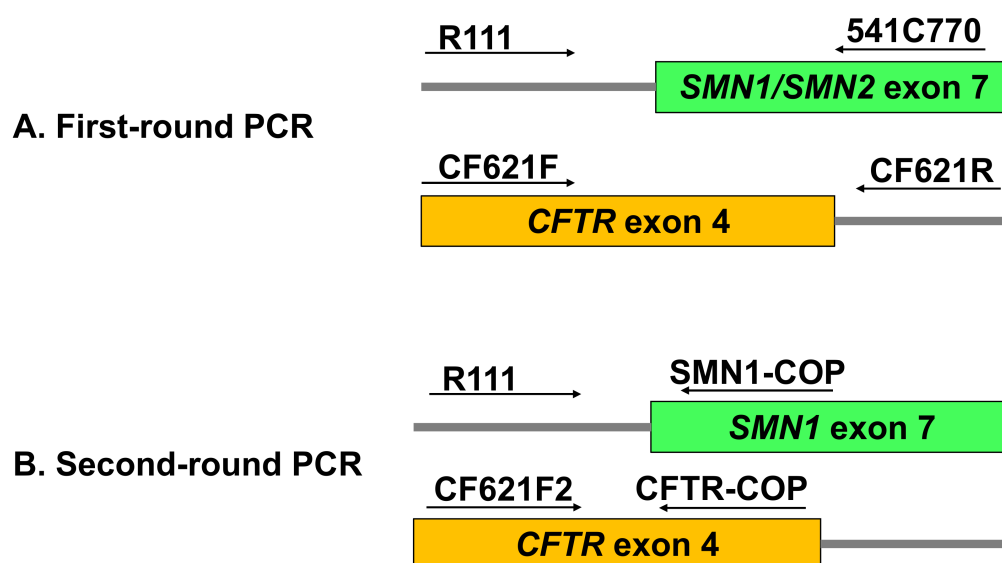 R111
541C770
SMN1/SMN2 exon 7
A. First-round PCR
CF621F
CF621R
CFTR exon 4
R111
SMN1-COP
SMN1 exon 7
B. Second-round PCR
CF621F2
CFTR-COP
CFTR exon 4